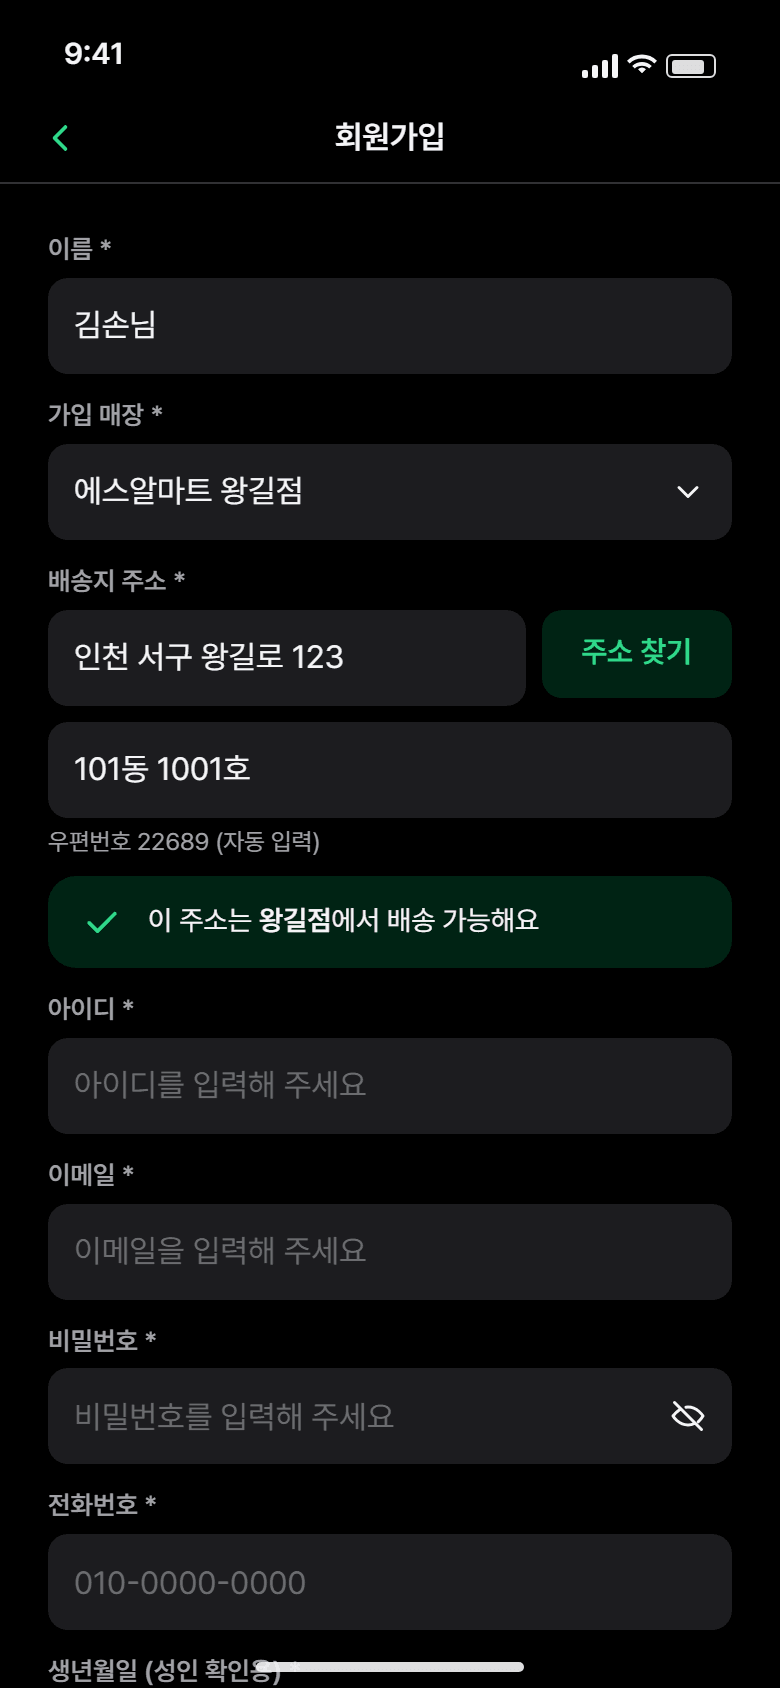 9:41
회원가입
이름 *
김손님
가입 매장 *
에스알마트 왕길점
배송지 주소 *
인천 서구 왕길로 123
주소 찾기
101동 1001호
우편번호 22689 (자동 입력)
이 주소는 왕길점에서 배송 가능해요
아이디 *
아이디를 입력해 주세요
이메일 *
이메일을 입력해 주세요
비밀번호 *
비밀번호를 입력해 주세요
전화번호 *
010-0000-0000
생년월일 (성인 확인용) *